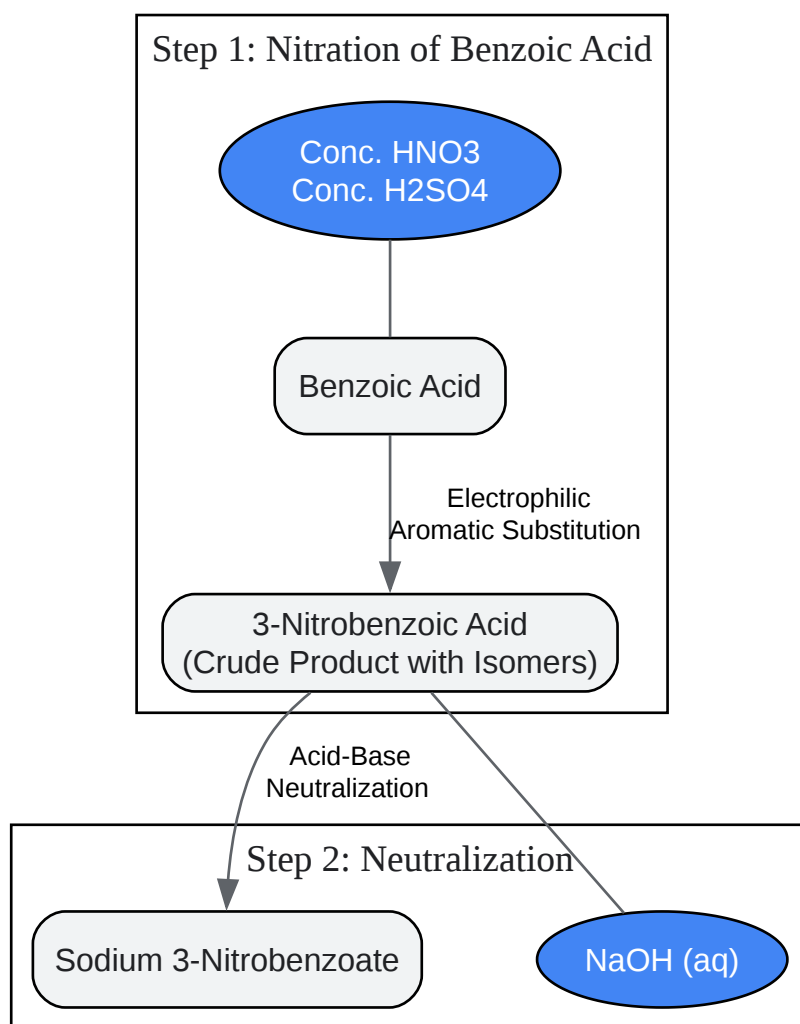 Step 1: Nitration of Benzoic Acid
Conc. HNO3
Conc. H2SO4
Benzoic Acid
Electrophilic
Aromatic Substitution
3-Nitrobenzoic Acid
(Crude Product with Isomers)
Acid-Base
Neutralization
Step 2: Neutralization
Sodium 3-Nitrobenzoate
NaOH (aq)